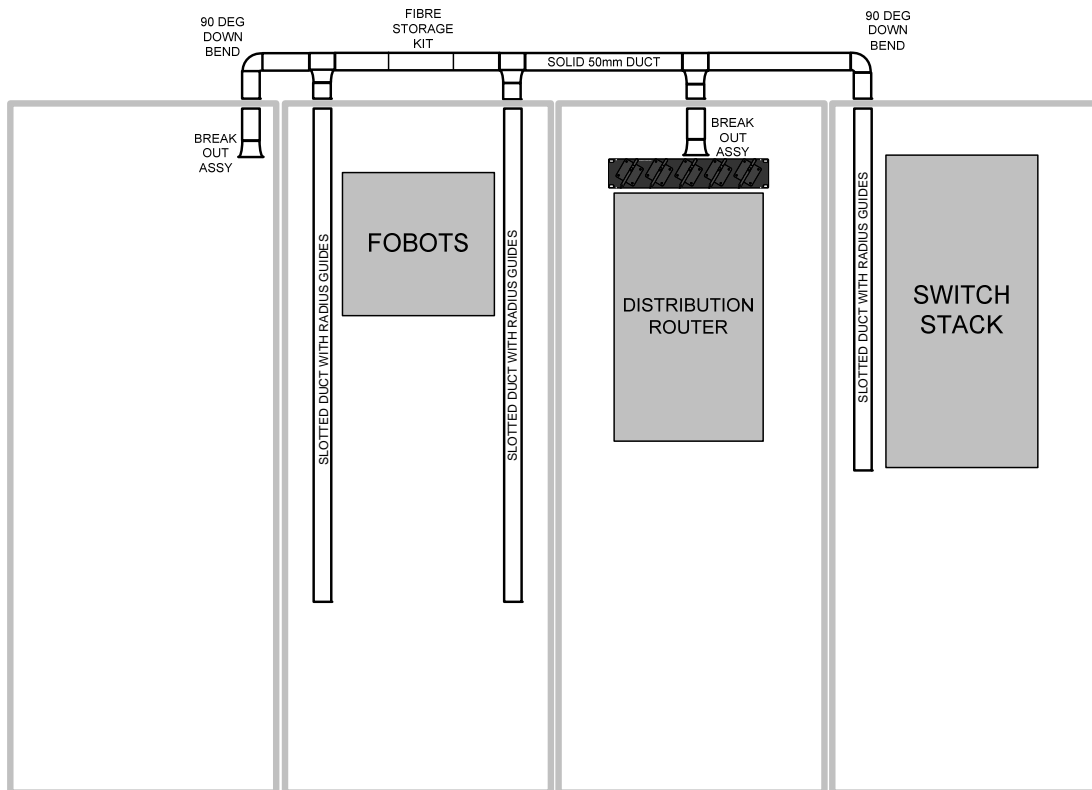 90 DEG
DOWN
BEND
FIBRE
STORAGE
KIT
90 DEG
DOWN
BEND
SOLID 50mm DUCT
BREAK
OUT
ASSY
BREAK
OUT
ASSY
SLOTTED DUCT WITH RADIUS GUIDES
FOBOTS
SLOTTED DUCT WITH RADIUS GUIDES
DISTRIBUTION
ROUTER
SLOTTED DUCT WITH RADIUS GUIDES
SWITCH
STACK